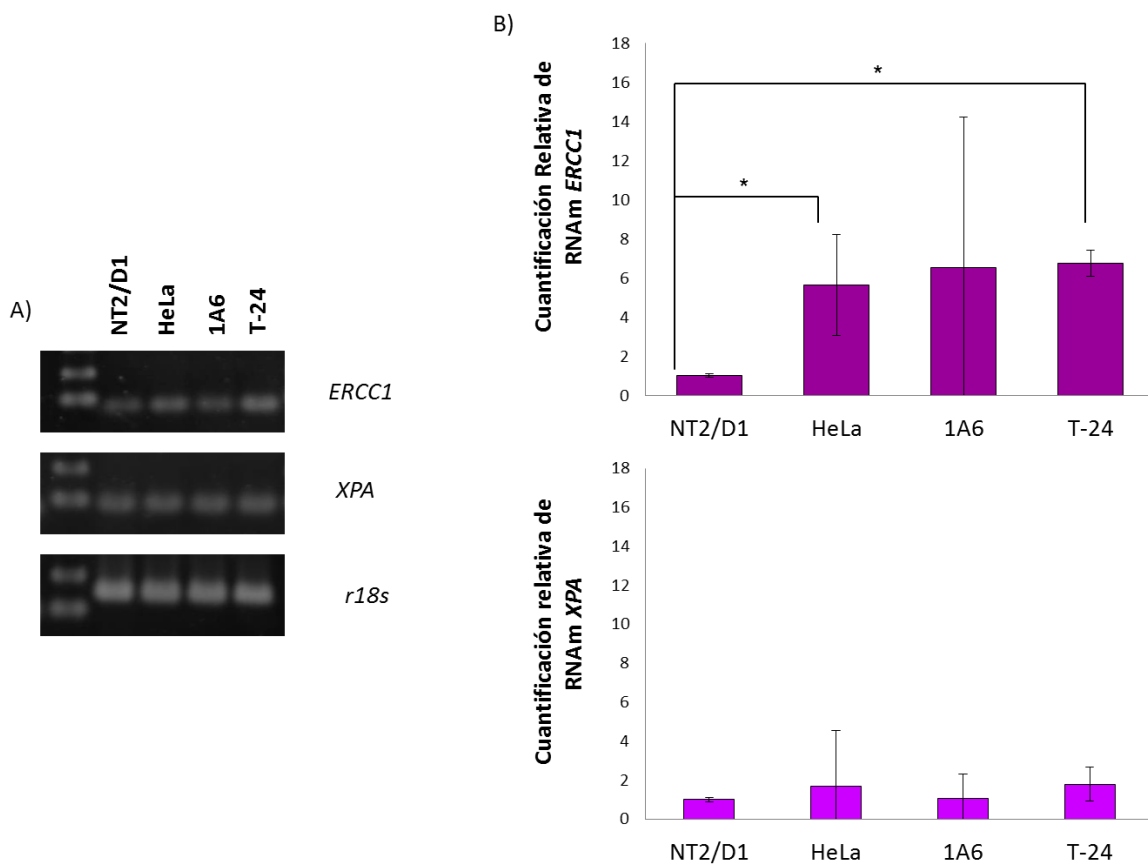 A)
NT2/D1
HeLa
1A6
T-24
ERCC1
XPA
r18s
B)
Cuantificación Relativa de
RNAm ERCC1
18
16
14
12
10
8
6
4
2
0
*
*
NT2/D1
HeLa
1A6
T-24
Cuantificación relativa de
RNAm XPA
18
16
14
12
10
8
6
4
2
0
NT2/D1
HeLa
1A6
T-24